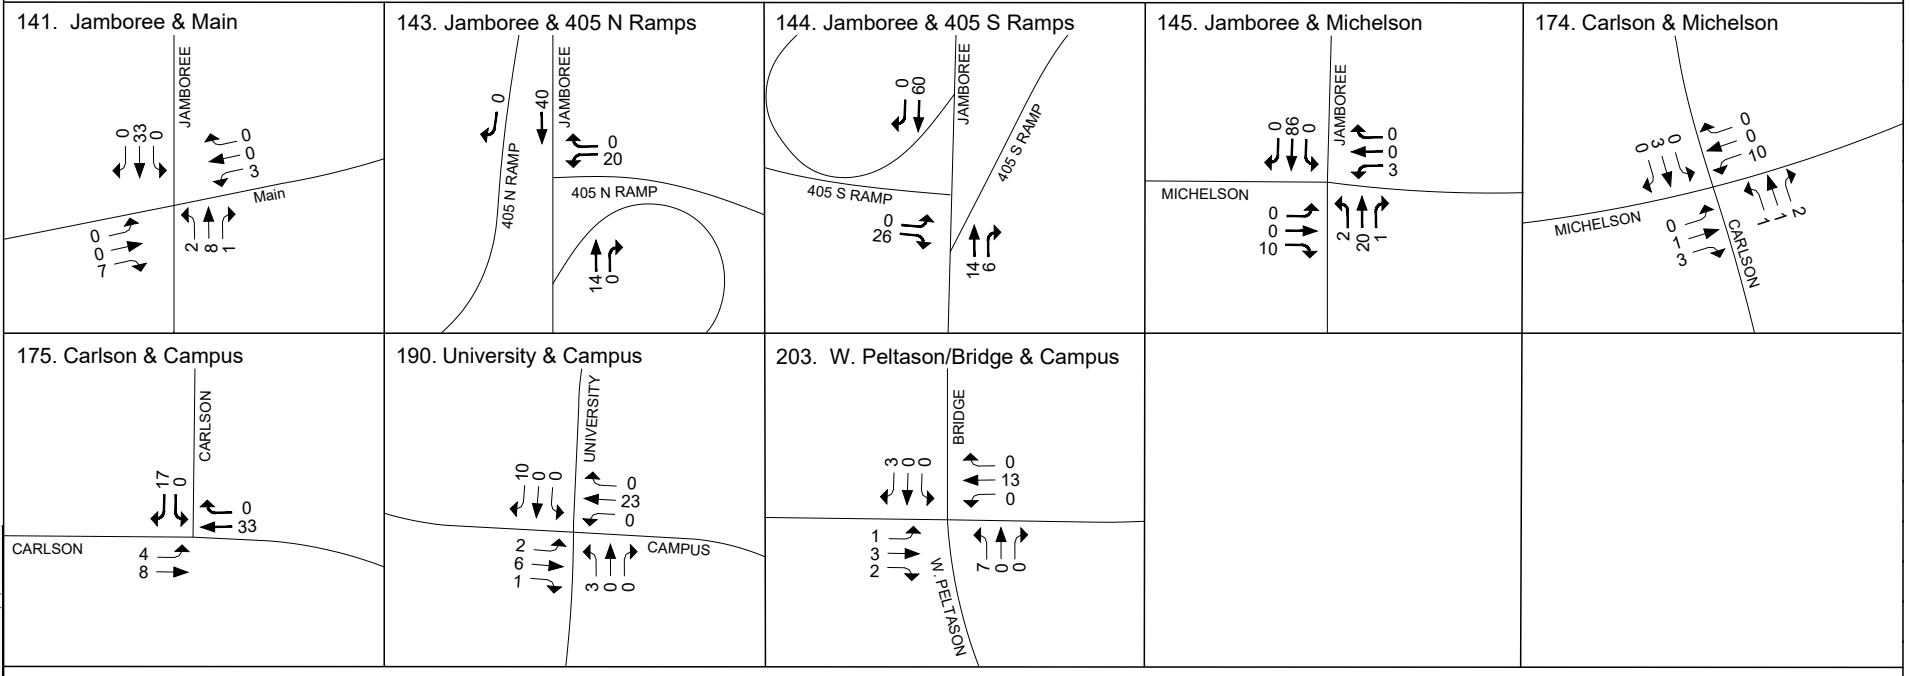 141. Jamboree & Main
JAMBOREE
0 33 0
0
0
3
Main
0
0
7
2 8 1
143. Jamboree & 405 N Ramps
JAMBOREE
0
40
0
20
405 N RAMP
405 N RAMP
14 0
144. Jamboree & 405 S Ramps
JAMBOREE
0 60
405 S RAMP
405 S RAMP
0
26
14 6
145. Jamboree & Michelson
JAMBOREE
0 86 0
0
0
3
MICHELSON
0
0
10
2 20 1
174. Carlson & Michelson
0 3 0
0
0
10
MICHELSON
CARLSON
0
1
3
1 1 2
175. Carlson & Campus
CARLSON
17 0
0
33
CARLSON
4
8
190. University & Campus
UNIVERSITY
10 0 0
0
23
0
CAMPUS
2
6
1
3 0 0
203. W. Peltason/Bridge & Campus
BRIDGE
3 0 0
0
13
0
1
3
2
7 0 0
W. PELTASON